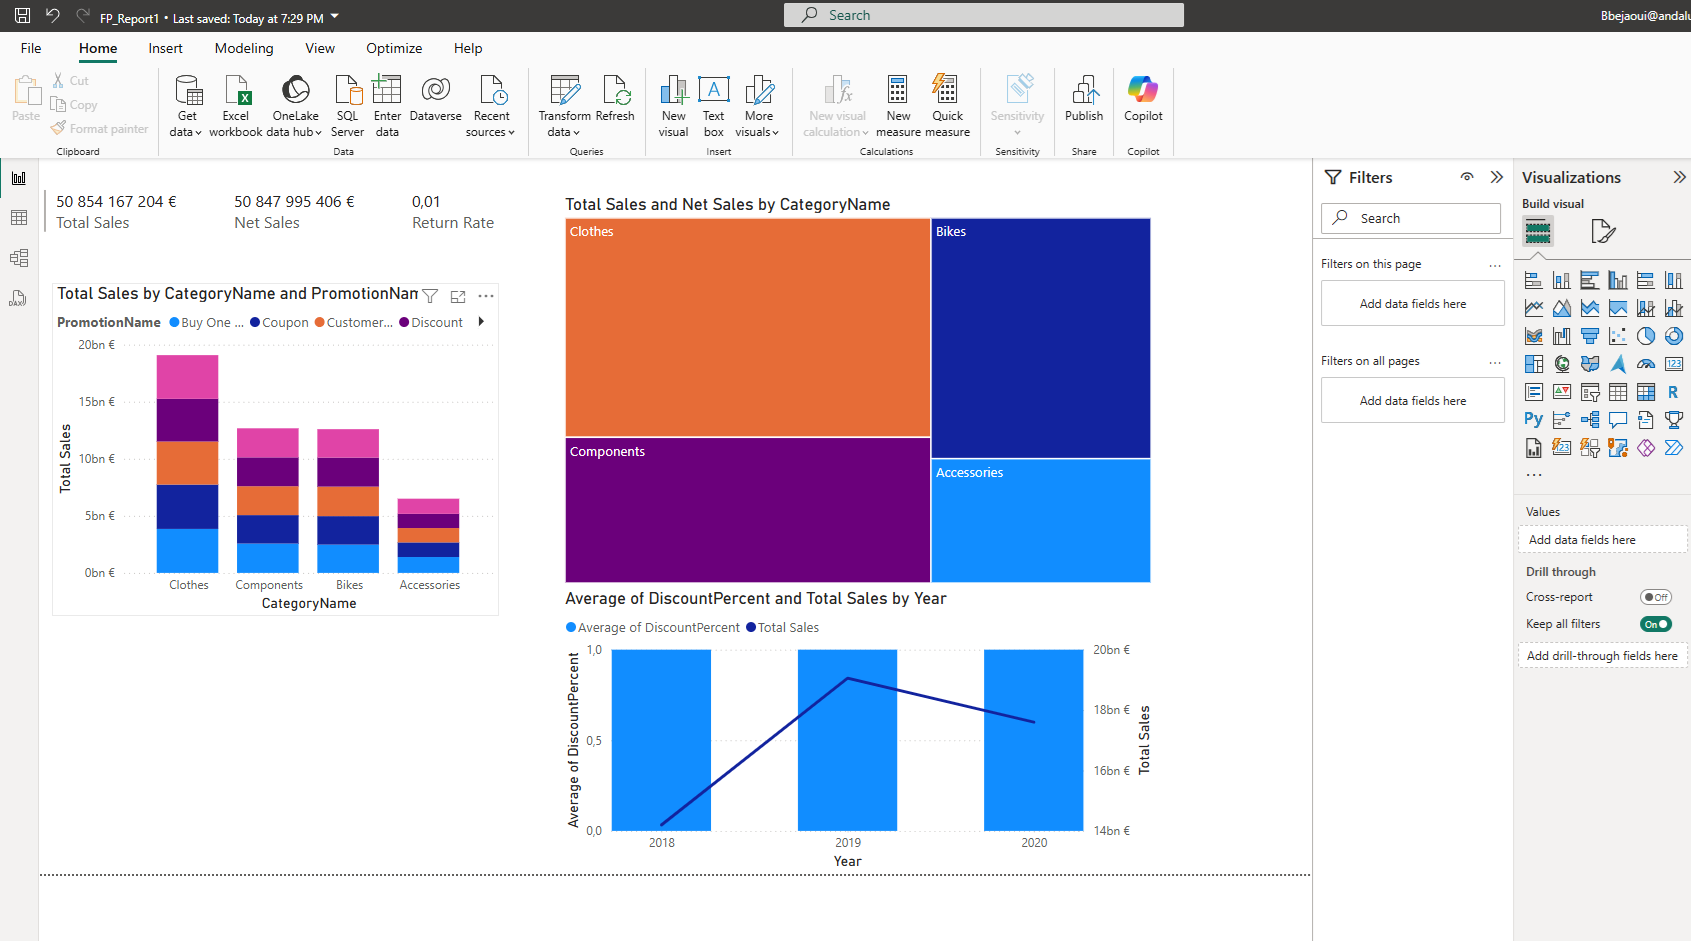 FP_Report1 • Last saved: Today at 7:29 PM
Search
Bbejaoui@andalu
File Home Insert Modeling View Optimize Help
Paste
Cut
Copy
Format painter
Clipboard
Get data
Excel workbook
OneLake data hub
SQL Server
Enter data
Dataverse
Recent sources
Data
Transform data
Refresh
Queries
New visual
Text box
More visuals
Insert
New visual calculation
New measure
Quick measure
Calculations
Sensitivity
Sensitivity
Publish
Share
Copilot
Copilot
50 854 167 204 €
Total Sales
50 847 995 406 €
Net Sales
0,01
Return Rate
Total Sales by CategoryName and PromotionNam
PromotionName Buy One ... Coupon Customer... Discount
20bn €
15bn €
10bn €
5bn €
0bn €
Total Sales
Clothes Components Bikes Accessories
CategoryName
Total Sales and Net Sales by CategoryName
Clothes
Bikes
Components
Accessories
Average of DiscountPercent and Total Sales by Year
Average of DiscountPercent Total Sales
1,0
0,5
0,0
Average of DiscountPercent
20bn €
18bn €
16bn €
14bn €
Total Sales
2018 2019 2020
Year
Filters
Search
Filters on this page
Add data fields here
Filters on all pages
Add data fields here
Visualizations
Build visual
123
R
Py
123
Values
Add data fields here
Drill through
Cross-report Off
Keep all filters On
Add drill-through fields here
DAX